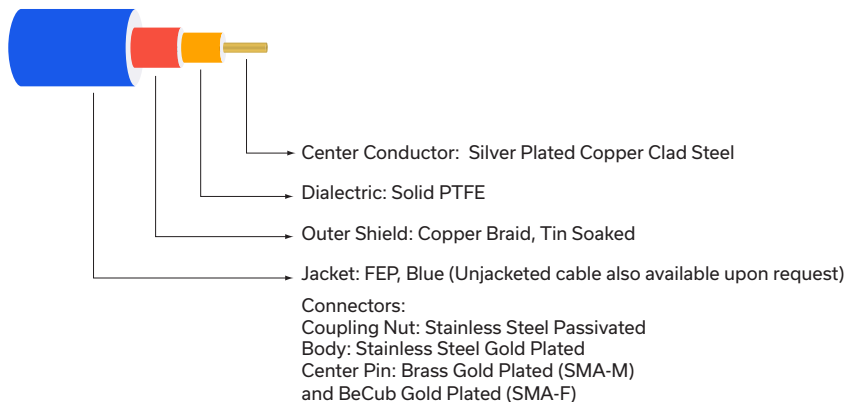 Center Conductor: Silver Plated Copper Clad Steel
Dialectric: Solid PTFE
Outer Shield: Copper Braid, Tin Soaked
Jacket: FEP, Blue (Unjacketed cable also available upon request)
Connectors:
Coupling Nut: Stainless Steel Passivated
Body: Stainless Steel Gold Plated
Center Pin: Brass Gold Plated (SMA-M)
and BeCub Gold Plated (SMA-F)